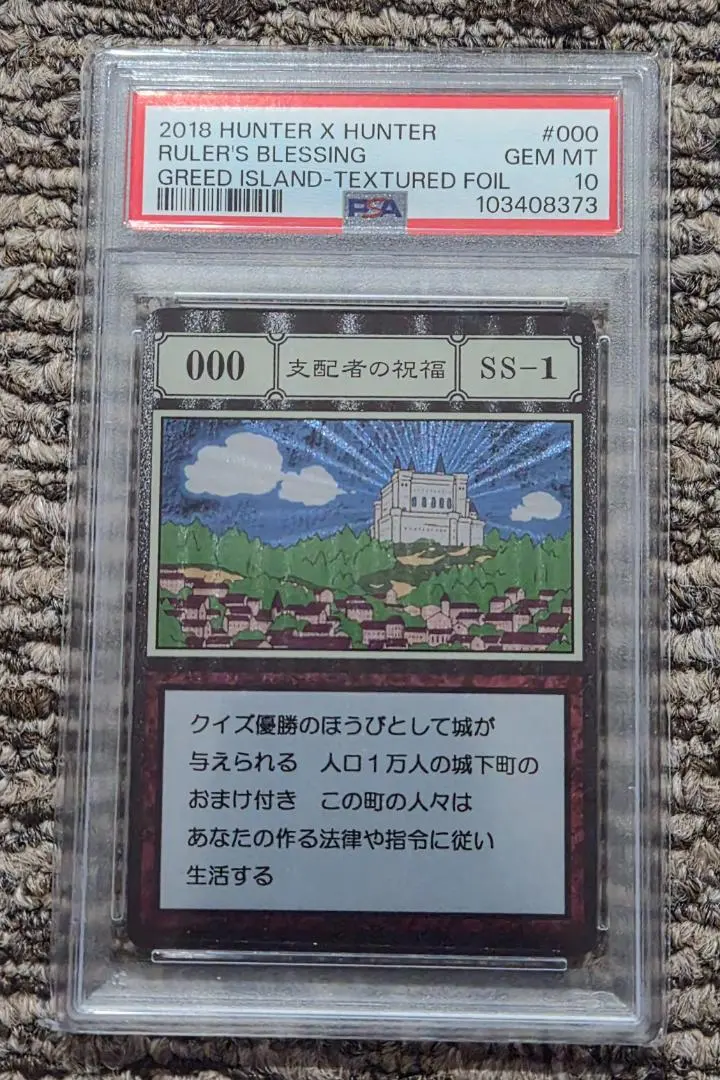 2018 HUNTER X HUNTER #000
RULER'S BLESSING GEM MT
GREED ISLAND-TEXTURED FOIL 10
PSA 103408373
000 支配者の祝福 SS-1
クイズ優勝のほうびとして城が
与えられる 人口1万人の城下町の
おまけ付き この町の人々は
あなたの作る法律や指令に従い
生活する